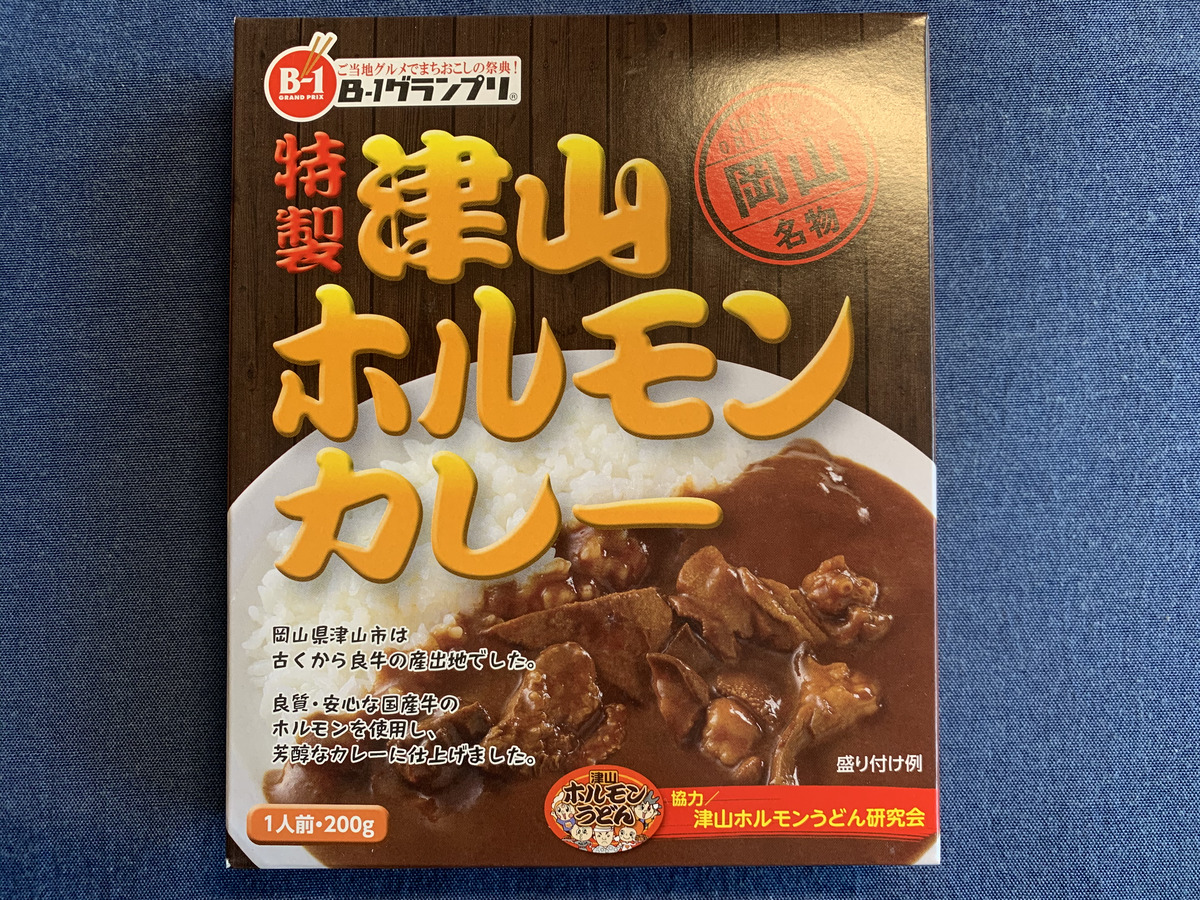 B-1
GRAND PRIX
ご当地グルメでまちおこしの祭典!
B-1グランプリ®
特製
津山
ホルモン
カレー
岡山
名物
岡山県津山市は
古くから良牛の産出地でした。
良質・安心な国産牛の
ホルモンを使用し、
芳醇なカレーに仕上げました。
盛り付け例
1人前・200g
津山
ホルモン
うどん
協力/
津山ホルモンうどん研究会